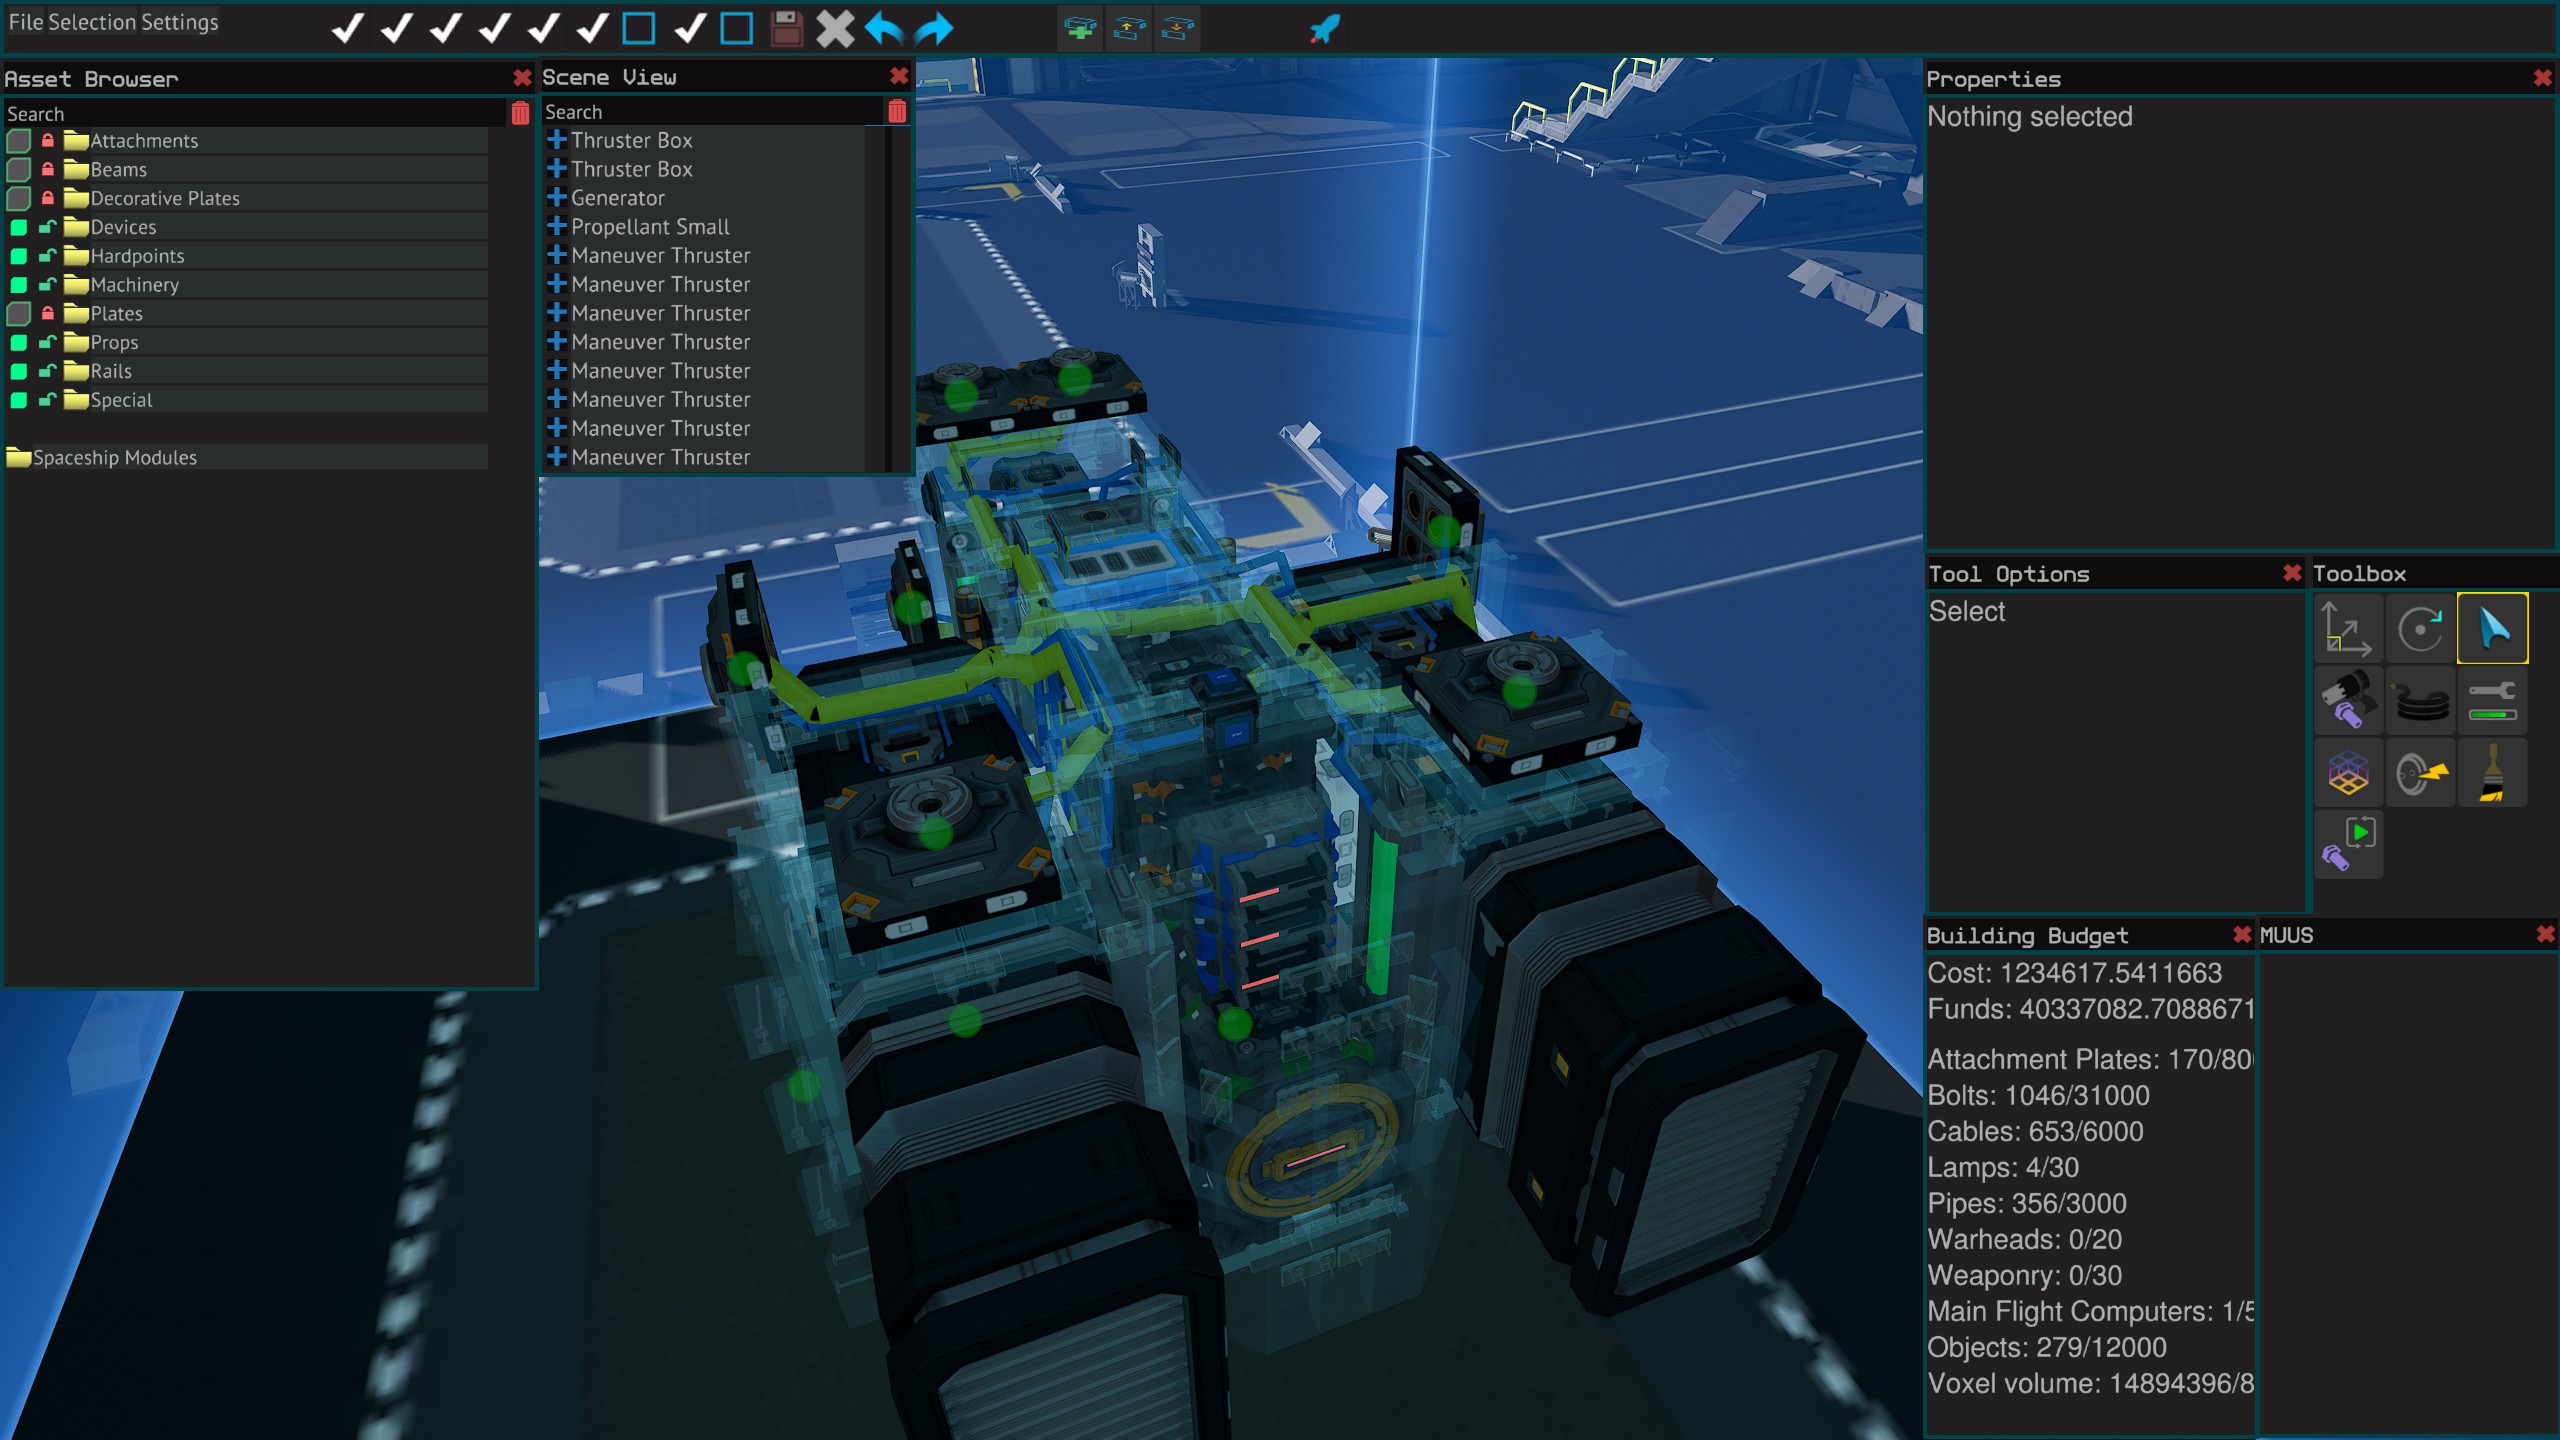 File Selection Settings
Asset Browser
Search
Attachments
Beams
Decorative Plates
Devices
Hardpoints
Machinery
Plates
Props
Rails
Special
Spaceship Modules
Scene View
Search
Thruster Box
Thruster Box
Generator
Propellant Small
Maneuver Thruster
Maneuver Thruster
Maneuver Thruster
Maneuver Thruster
Maneuver Thruster
Maneuver Thruster
Maneuver Thruster
Maneuver Thruster
Properties
Nothing selected
Tool Options
Select
Toolbox
Building Budget
Cost: 1234617.5411663
Funds: 40337082.7088671
Attachment Plates: 170/80
Bolts: 1046/31000
Cables: 653/6000
Lamps: 4/30
Pipes: 356/3000
Warheads: 0/20
Weaponry: 0/30
Main Flight Computers: 1/5
Objects: 279/12000
Voxel volume: 14894396/8
MUUS